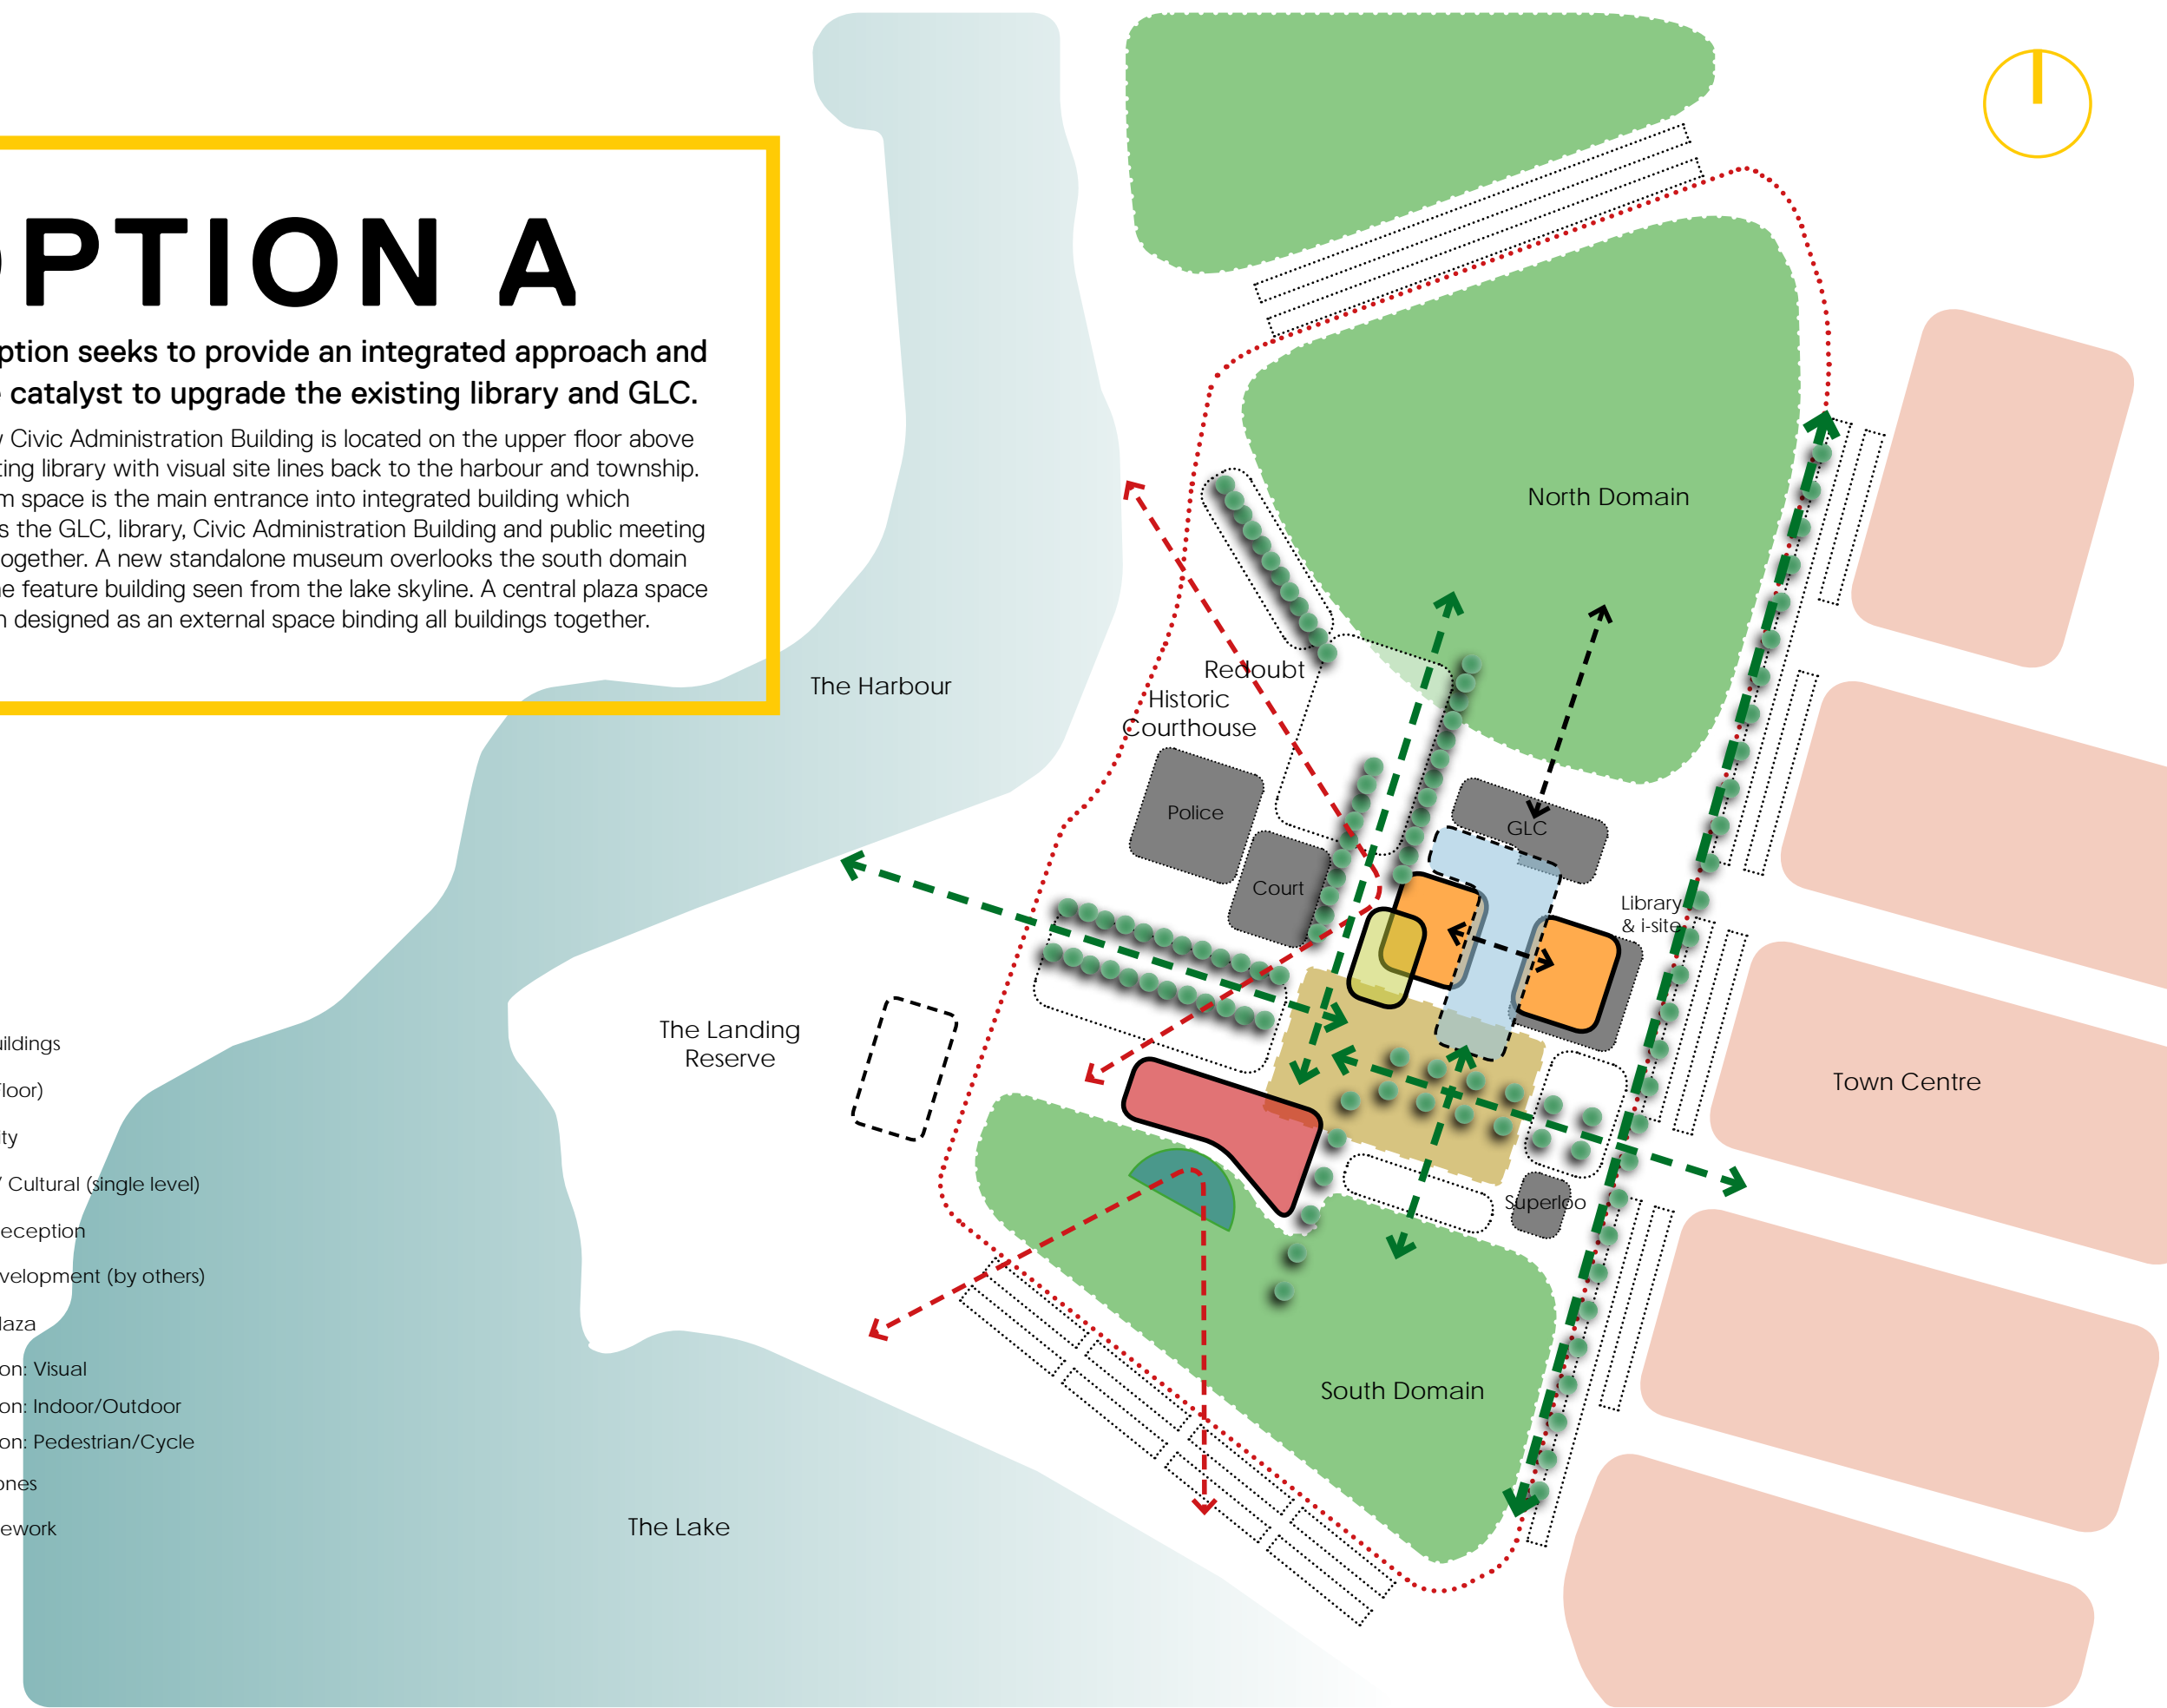 OPTION A
ption seeks to provide an integrated approach and
catalyst to upgrade the existing library and GLC.
Civic Administration Building is located on the upper floor above
ting library with visual site lines back to the harbour and township.
m space is the main entrance into integrated building which
s the GLC, library, Civic Administration Building and public meeting
ogether. A new standalone museum overlooks the south domain
e feature building seen from the lake skyline. A central plaza space
n designed as an external space binding all buildings together.
North Domain
The Harbour
Redoubt
Historic
Courthouse
Police
GLC
Court
Library
& i-site
The Landing
Reserve
Town Centre
Superloo
South Domain
The Lake
uildings
loor)
ity
/ Cultural (single level)
eception
velopment (by others)
laza
on: Visual
on: Indoor/Outdoor
on: Pedestrian/Cycle
ones
ework